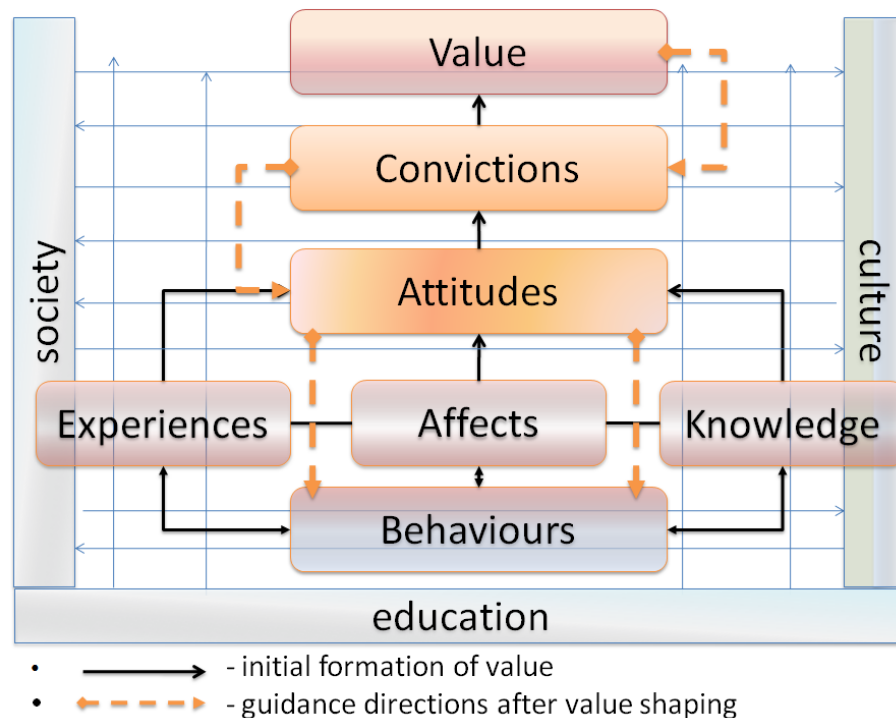 Value
Convictions
Attitudes
society
culture
Experiences
Affects
Knowledge
Behaviours
education
• - initial formation of value
• - guidance directions after value shaping